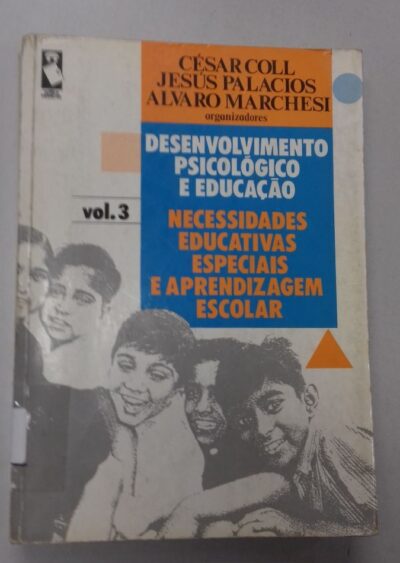 CÉSAR COLL
JESÚS PALACIOS
ALVARO MARCHESI
organizadores
DESENVOLVIMENTO
PSICOLÓGICO
E EDUCAÇÃO
vol.3
NECESSIDADES
EDUCATIVAS
ESPECIAIS
E APRENDIZAGEM
ESCOLAR